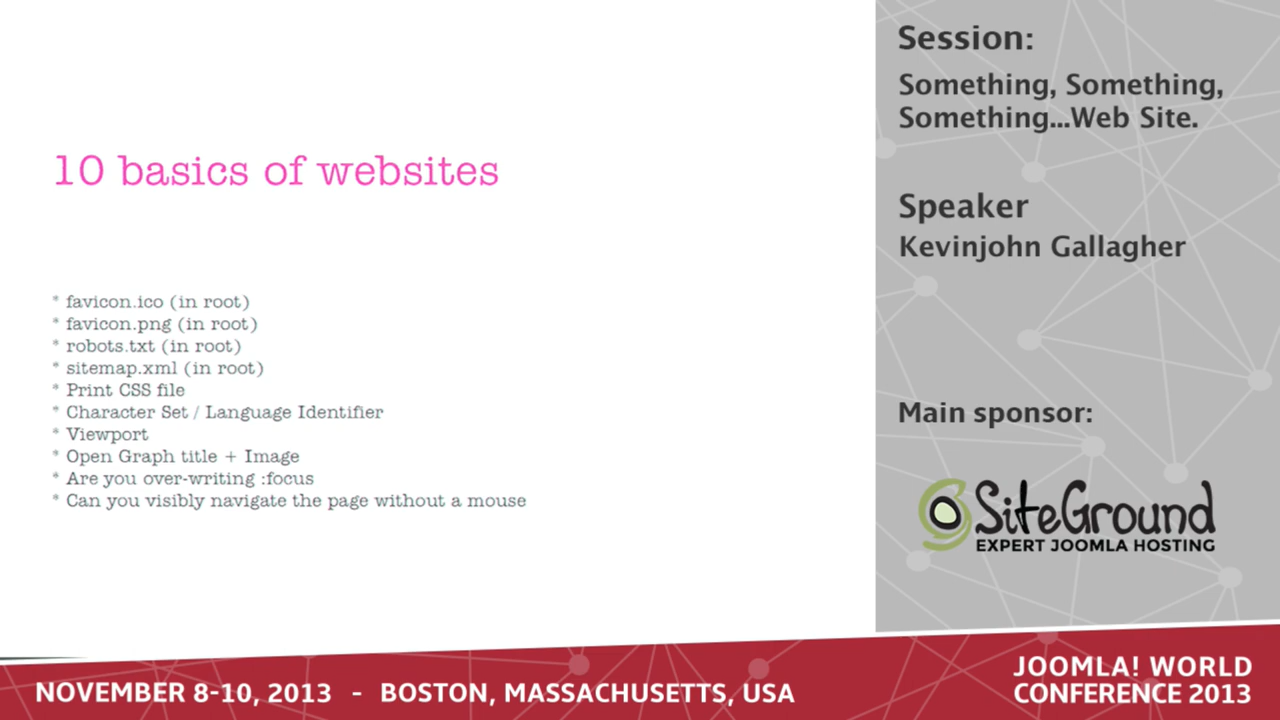 10 basics of websites
* favicon.ico (in root)
* favicon.png (in root)
* robots.txt (in root)
* sitemap.xml (in root)
* Print CSS file
* Character Set / Language Identifier
* Viewport
* Open Graph title + Image
* Are you over-writing :focus
* Can you visibly navigate the page without a mouse
Session:
Something, Something,
Something...Web Site.
Speaker
Kevinjohn Gallagher
Main sponsor:
SiteGround
EXPERT JOOMLA HOSTING
NOVEMBER 8-10, 2013 - BOSTON, MASSACHUSETTS, USA
JOOMLA! WORLD
CONFERENCE 2013